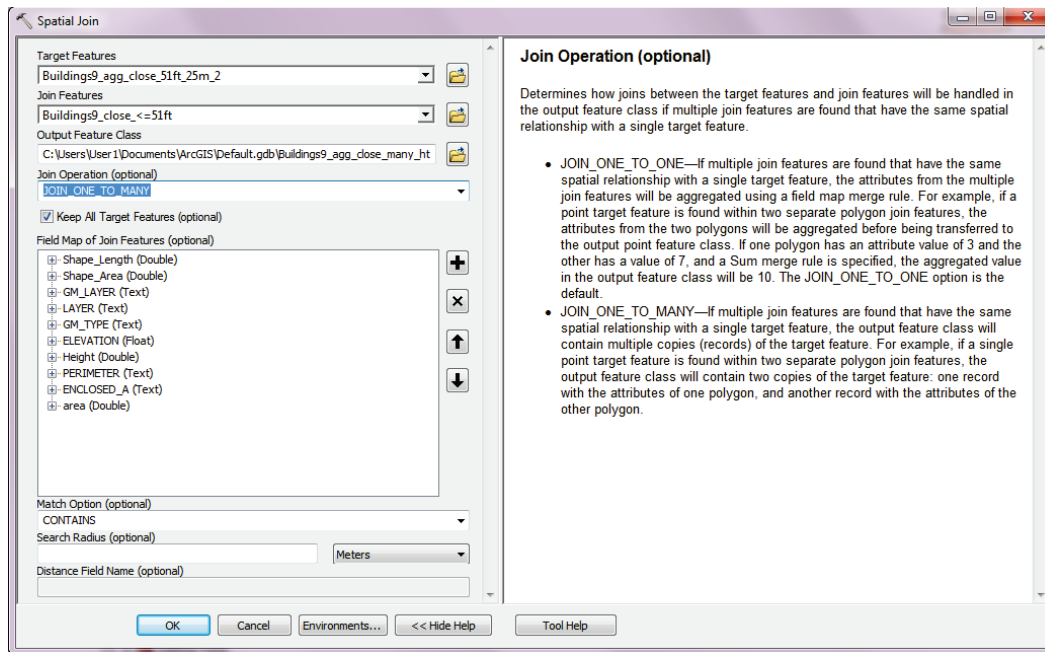 Spatial Join
Target Features
Buildings9_agg_close_51ft_25m_2
Join Features
Buildings9_close_<=51ft
Output Feature Class
C:\Users\User1\Documents\ArcGIS\Default.gdb\Buildings9_agg_close_many_ht
Join Operation (optional)
JOIN_ONE_TO_MANY
Keep All Target Features (optional)
Field Map of Join Features (optional)
Shape_Length (Double)
Shape_Area (Double)
GM_LAYER (Text)
LAYER (Text)
GM_TYPE (Text)
ELEVATION (Float)
Height (Double)
PERIMETER (Text)
ENCLOSED_A (Text)
area (Double)
Match Option (optional)
CONTAINS
Search Radius (optional)
Meters
Distance Field Name (optional)
Join Operation (optional)
Determines how joins between the target features and join features will be handled in
the output feature class if multiple join features are found that have the same spatial
relationship with a single target feature.
• JOIN_ONE_TO_ONE—If multiple join features are found that have the same
spatial relationship with a single target feature, the attributes from the multiple
join features will be aggregated using a field map merge rule. For example, if a
point target feature is found within two separate polygon join features, the
attributes from the two polygons will be aggregated before being transferred to
the output point feature class. If one polygon has an attribute value of 3 and the
other has a value of 7, and a Sum merge rule is specified, the aggregated value
in the output feature class will be 10. The JOIN_ONE_TO_ONE option is the
default.
• JOIN_ONE_TO_MANY—If multiple join features are found that have the same
spatial relationship with a single target feature, the output feature class will
contain multiple copies (records) of the target feature. For example, if a single
point target feature is found within two separate polygon join features, the
output feature class will contain two copies of the target feature: one record
with the attributes of one polygon, and another record with the attributes of the
other polygon.
OK
Cancel
Environments...
<< Hide Help
Tool Help